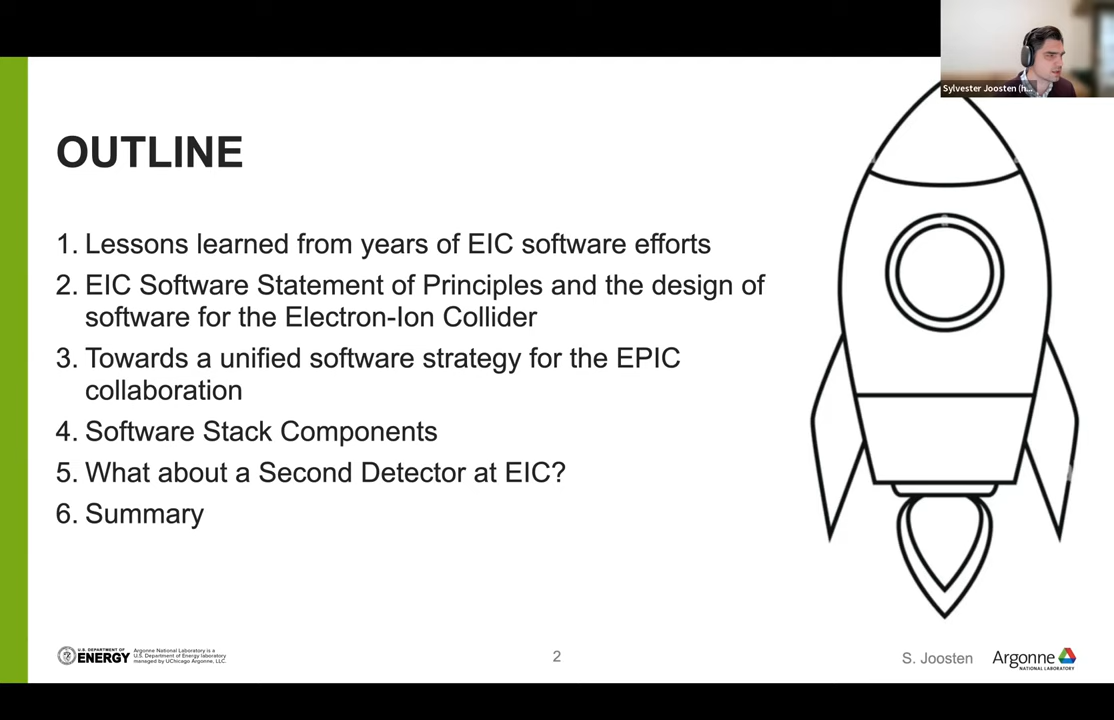 Sylvester Joosten (h...
OUTLINE
1. Lessons learned from years of EIC software efforts
2. EIC Software Statement of Principles and the design of
software for the Electron-Ion Collider
3. Towards a unified software strategy for the EPIC
collaboration
4. Software Stack Components
5. What about a Second Detector at EIC?
6. Summary
U.S. DEPARTMENT OF
ENERGY
Argonne National Laboratory is a
U.S. Department of Energy laboratory
managed by UChicago Argonne, LLC.
2
S. Joosten
Argonne
NATIONAL LABORATORY